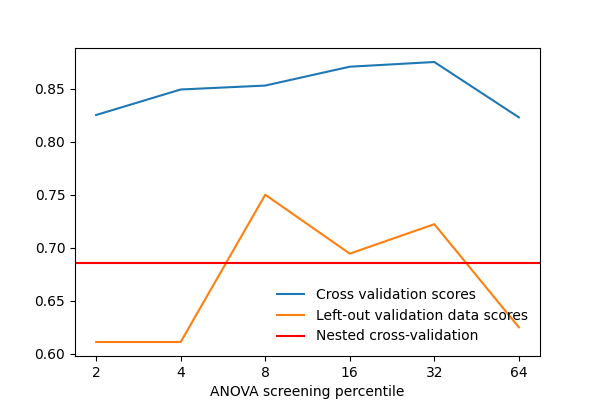 0.85
0.80
0.75
0.70
0.65
0.60
Cross validation scores
Left-out validation data scores
Nested cross-validation
2 4 8 16 32 64
ANOVA screening percentile